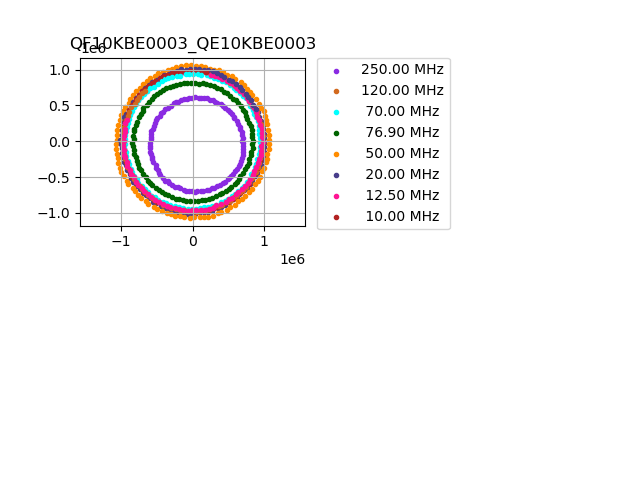 QF10KBE0003_QE10KBE0003
1e6
1.0
0.5
0.0
−0.5
−1.0
−1 0 1
1e6
250.00 MHz
120.00 MHz
70.00 MHz
76.90 MHz
50.00 MHz
20.00 MHz
12.50 MHz
10.00 MHz